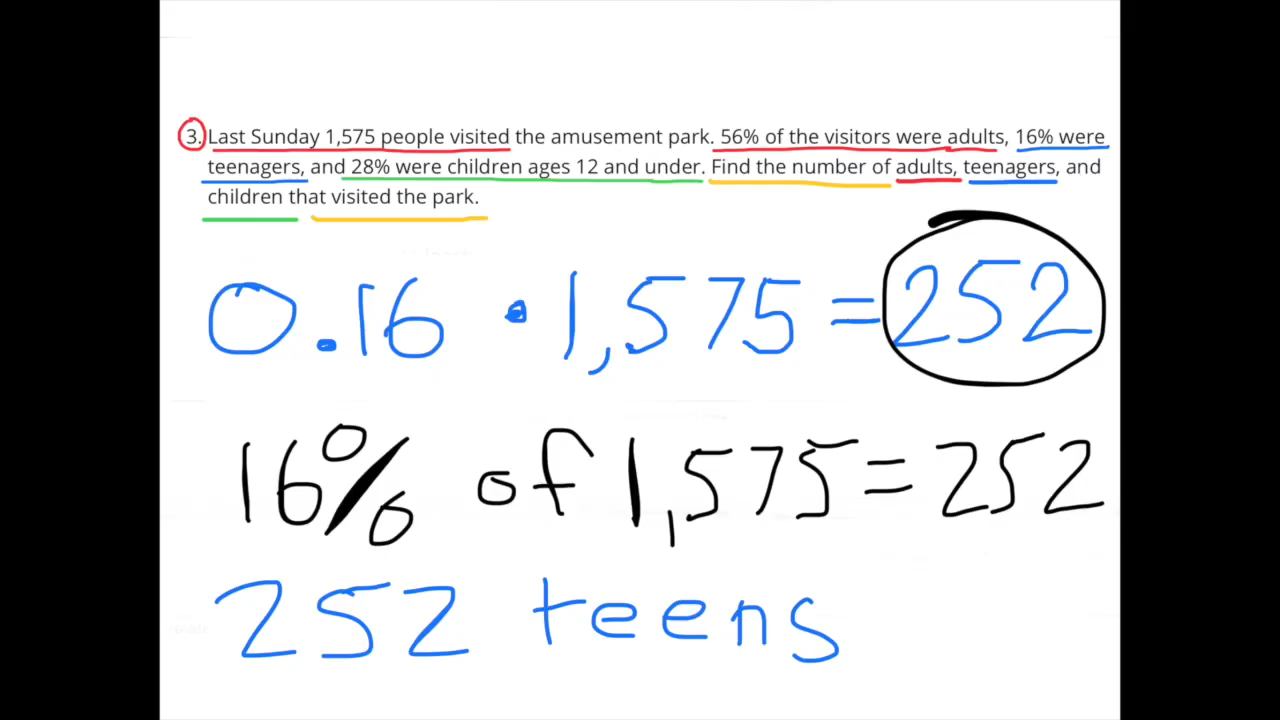 3. Last Sunday 1,575 people visited the amusement park. 56% of the visitors were adults, 16% were
teenagers, and 28% were children ages 12 and under. Find the number of adults, teenagers, and
children that visited the park.
0.16 · 1,575 = 252
16% of 1,575 = 252
252 teens